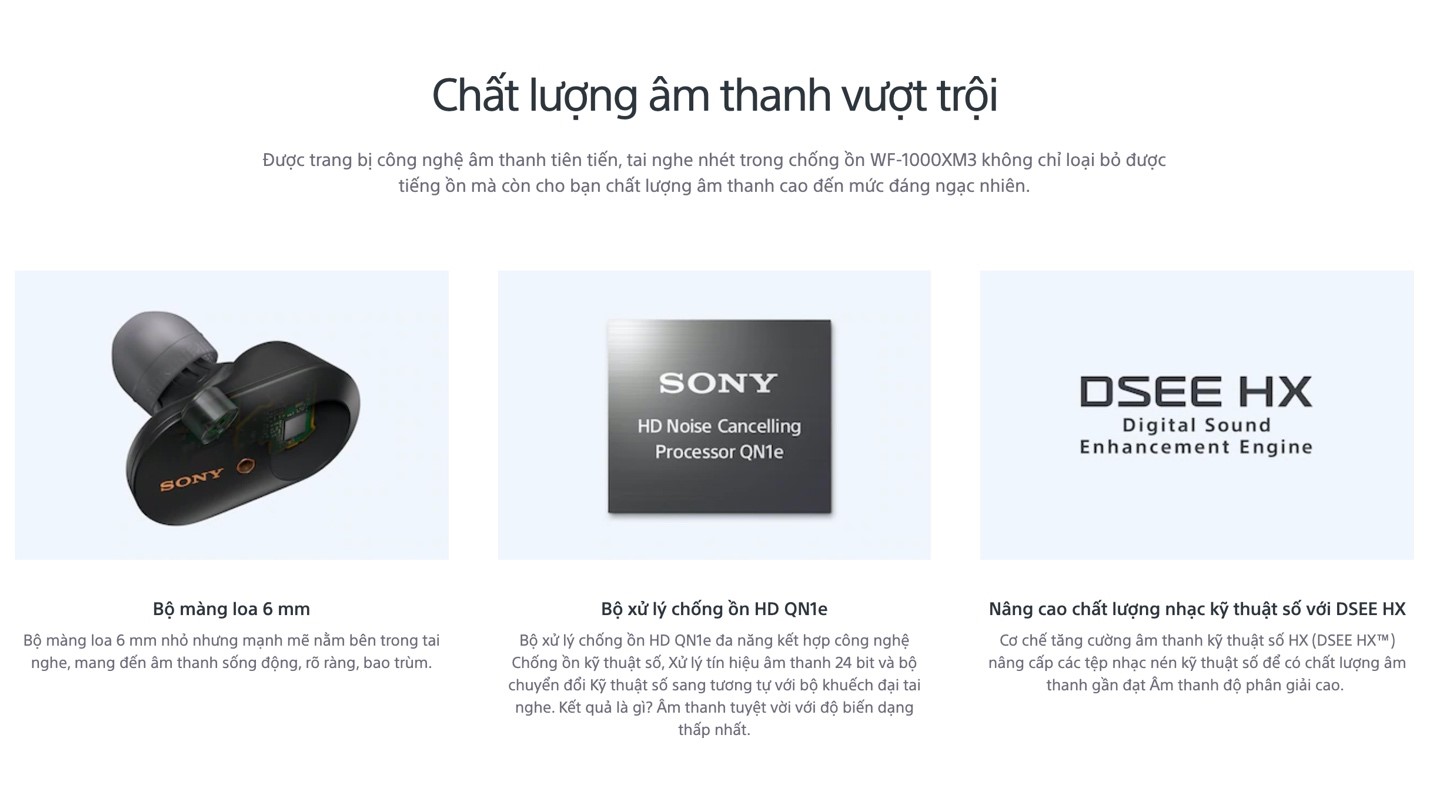 Chất lượng âm thanh vượt trội
Được trang bị công nghệ âm thanh tiên tiến, tai nghe nhét trong chống ồn WF-1000XM3 không chỉ loại bỏ được
tiếng ồn mà còn cho bạn chất lượng âm thanh cao đến mức đáng ngạc nhiên.
SONY
Bộ màng loa 6 mm
Bộ màng loa 6 mm nhỏ nhưng mạnh mẽ nằm bên trong tai
nghe, mang đến âm thanh sống động, rõ ràng, bao trùm.
SONY
HD Noise Cancelling
Processor QN1e
Bộ xử lý chống ồn HD QN1e
Bộ xử lý chống ồn HD QN1e đa năng kết hợp công nghệ
Chống ồn kỹ thuật số, Xử lý tín hiệu âm thanh 24 bit và bộ
chuyển đổi Kỹ thuật số sang tương tự với bộ khuếch đại tai
nghe. Kết quả là gì? Âm thanh tuyệt vời với độ biến dạng
thấp nhất.
DSEE HX
Digital Sound
Enhancement Engine
Nâng cao chất lượng nhạc kỹ thuật số với DSEE HX
Cơ chế tăng cường âm thanh kỹ thuật số HX (DSEE HX™)
nâng cấp các tệp nhạc nén kỹ thuật số để có chất lượng âm
thanh gần đạt Âm thanh độ phân giải cao.